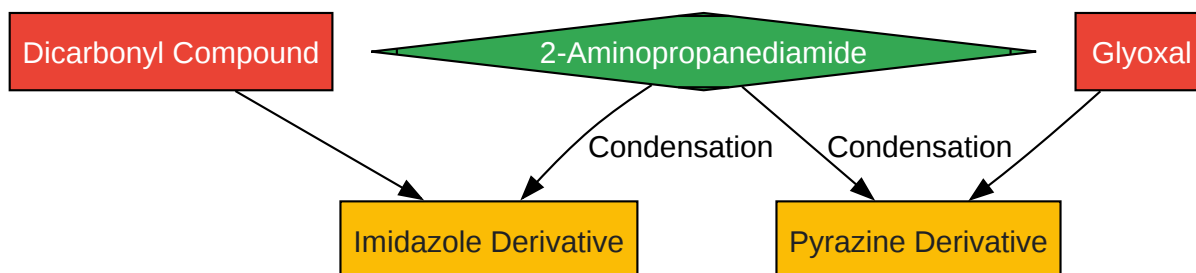 Dicarbonyl Compound
2-Aminopropanediamide
Glyoxal
Condensation
Condensation
Imidazole Derivative
Pyrazine Derivative